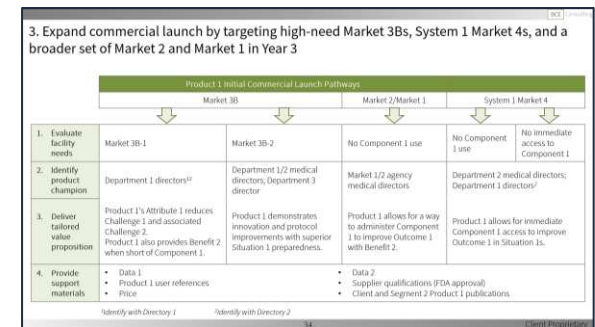 3. Expand commercial launch by targeting high-need Market 3Bs, System 1 Market 4s, and a
broader set of Market 2 and Market 1 in Year 3
Product 1 Initial Commercial Launch Pathways
Market 3B
Market 2/Market 1
System 1 Market 4
1. Evaluate
facility
needs
Market 3B-1
Market 3B-2
No Component 1 use
No Component
1 use
No immediate
access to
Component 1
2. Identify
product
champion
Department 1 directors
Department 1/2 medical
directors; Department 3
director
Market 1/2 agency
medical directors
Department 2 medical directors;
Department 1 directors
3. Deliver
tailored
value
proposition
Product 1's Attribute 1 reduces
Challenge 1 and associated
Challenge 2.
Product 1 also provides Benefit 2
when short of Component 1.
Product 1 demonstrates
innovation and protocol
improvements with superior
Situation 1 preparedness.
Product 1 allows for a way
to administer Component
1 to improve Outcome 1
with Benefit 2.
Product 1 allows for immediate
Component 1 access to improve
Outcome 1 in Situation 1s.
4. Provide
support
materials
• Data 1
• Product 1 user references
• Price
• Data 2
• Supplier qualifications (FDA approval)
• Client and Segment 2 Product 1 publications
Identify with Directory 1
Identify with Directory 2
34
Client Proprietary